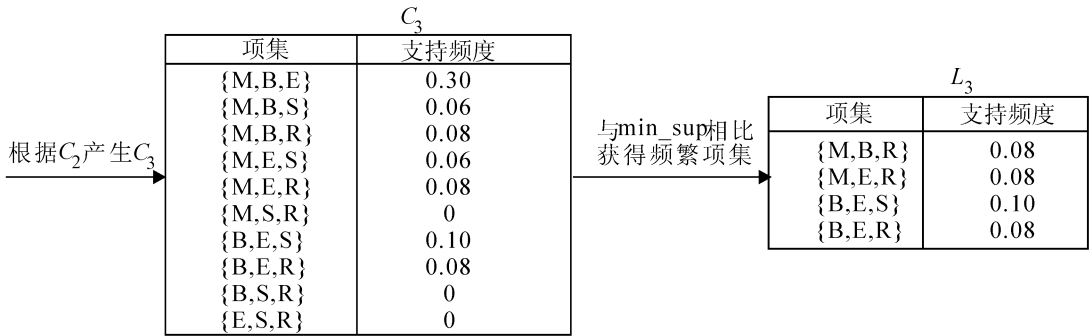 C3
项集 支持频度
{M,B,E} 0.30
{M,B,S} 0.06
{M,B,R} 0.08
{M,E,S} 0.06
{M,E,R} 0.08
{M,S,R} 0
{B,E,S} 0.10
{B,E,R} 0.08
{B,S,R} 0
{E,S,R} 0
根据C2产生C3
与min_sup相比
获得频繁项集
L3
项集 支持频度
{M,B,R} 0.08
{M,E,R} 0.08
{B,E,S} 0.10
{B,E,R} 0.08